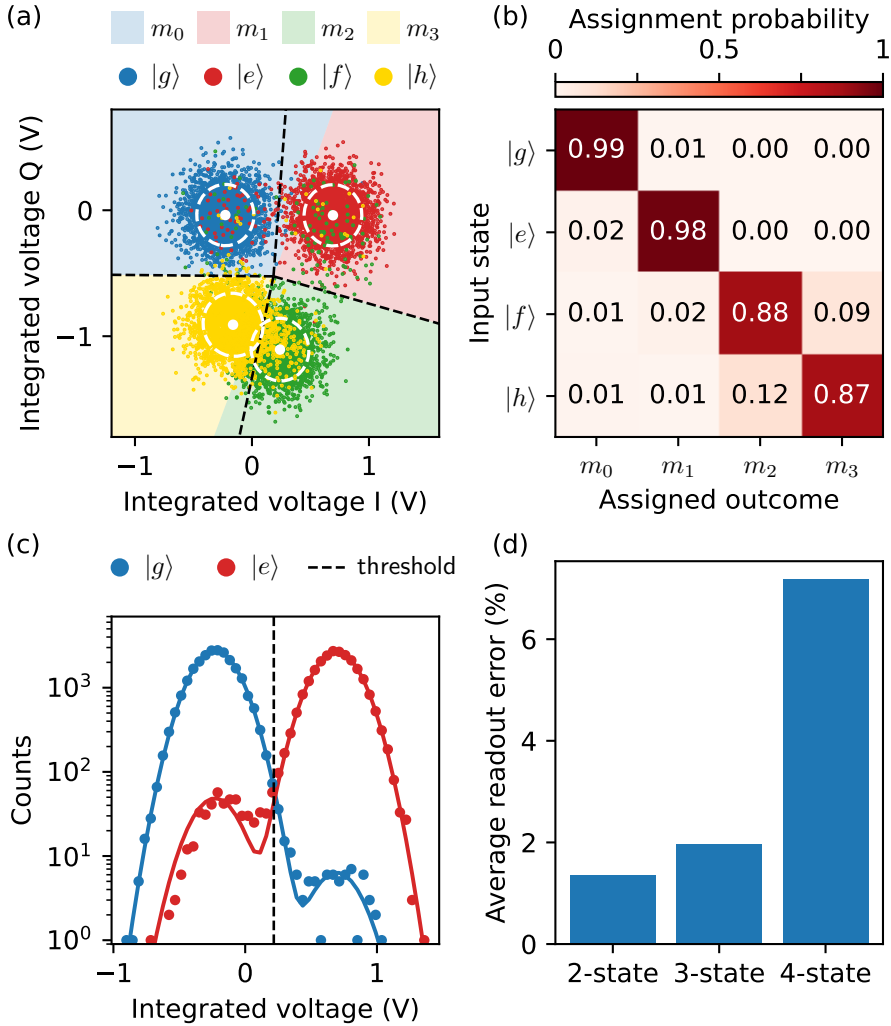 (a)
m₀ m₁ m₂ m₃
|g⟩ |e⟩ |f⟩ |h⟩
Integrated voltage Q (V)
0
−1
−1 0 1
Integrated voltage I (V)
(b)
Assignment probability
0 0.5 1
Input state
|g⟩ 0.99 0.01 0.00 0.00
|e⟩ 0.02 0.98 0.00 0.00
|f⟩ 0.01 0.02 0.88 0.09
|h⟩ 0.01 0.01 0.12 0.87
m₀ m₁ m₂ m₃
Assigned outcome
(c)
|g⟩ |e⟩ threshold
Counts
10³
10²
10¹
10⁰
−1 0 1
Integrated voltage (V)
(d)
Average readout error (%)
6
4
2
0
2-state 3-state 4-state